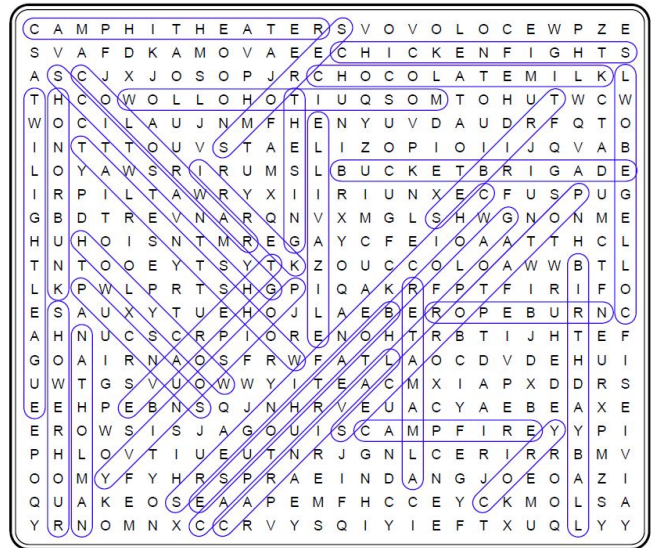 C A M P H I T H E A T E R S V O V O L O C E W P Z E
S V A F D K A M O V A E E C H I C K E N F I G H T S
A S C J X J O S O P J R C H O C O L A T E M I L K L
T H C O W O L L O H O T I U Q S O M T O H U T W C W
W O C I L A U J N M F H E N Y U V D A U D R F Q T O
I N T T T O U V S T A E L I Z O P I O I I J Q V A B
L O Y A W S R I R U M S L B U C K E T B R I G A D E
I R P I L T A W R Y X I I R I U N X E C F U S P U G
G B D T R E V N A R Q N V X M G L S H W G N O N M E
H U H O I S N T M R E G A Y C F E I O A A T T H C L
T N T O O E Y T S Y T K Z O U C C O L O A W W B T L
L K P W L P R T S H G P I Q A K R F P T F I R I F O
E S A U X Y T U E H O J L A E B E R O P E B U R N C
A H N U C S C R P I O R E N O H T R B T I J H T E F
G O A I R N A O S F R W F A T L A O C D V D E H U I
U W T G S V U O W W Y I T E A C M X I A P X D D R S
E E H P E B N S Q J N H R V E U A C Y A E B E A X E
E R O W S I S J A G O U I S C A M P F I R E Y Y P I
P H L O V T I U E U T N R J G N L C E R I R R B M V
O O M Y F Y H R S P R A E I N D A N G J O E O A Z I
Q U A K E O S E A A P E M F H C C E Y C K M O L S A
Y R N O M N X C C R V Y S Q I Y I E F T X U Q L Y Y